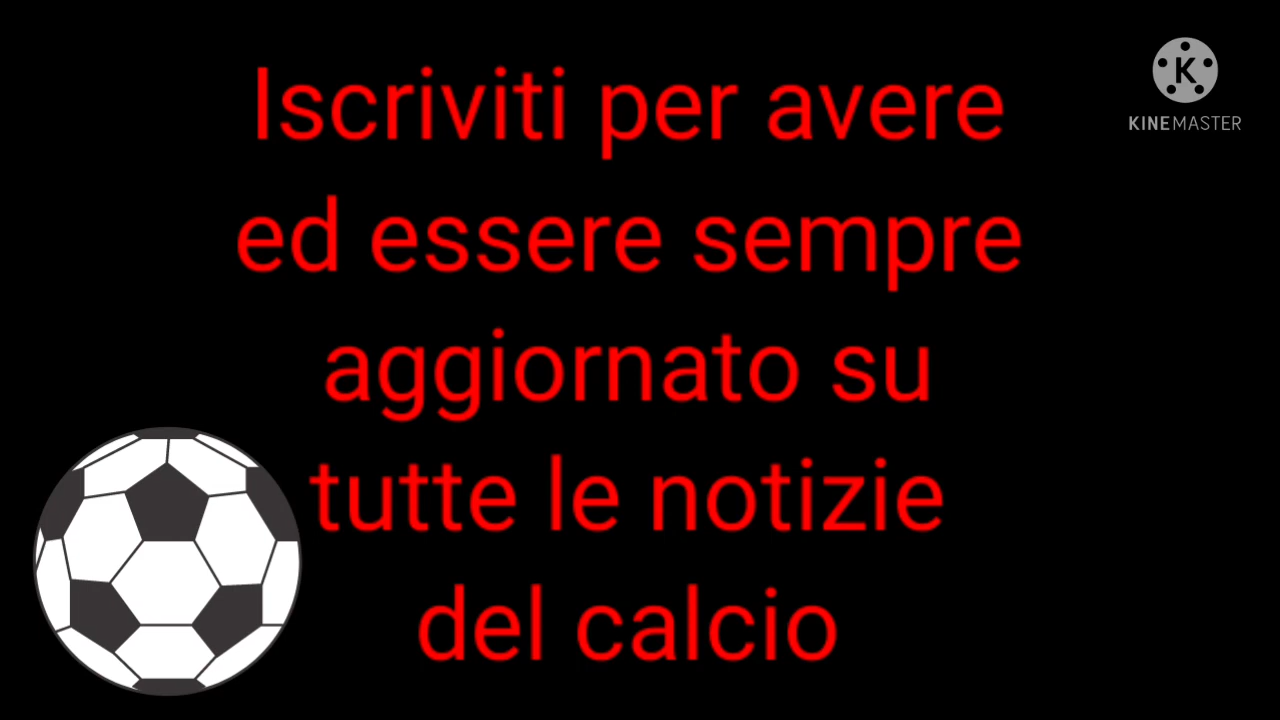 Iscriviti per avere
ed essere sempre
aggiornato su
tutte le notizie
del calcio
K
KINEMASTER